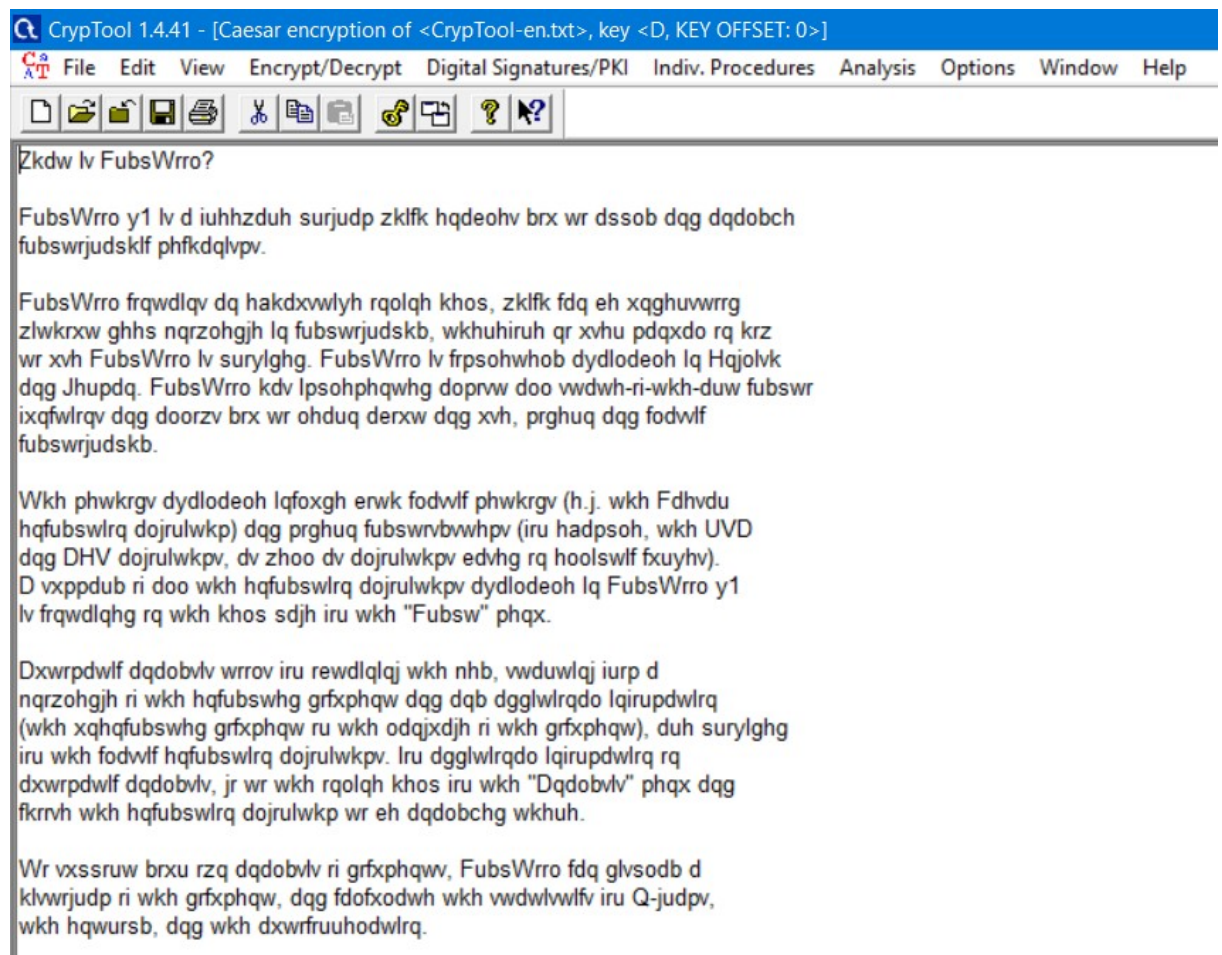 CrypTool 1.4.41 - [Caesar encryption of <CrypTool-en.txt>, key <D, KEY OFFSET: 0>]
File Edit View Encrypt/Decrypt Digital Signatures/PKI Indiv. Procedures Analysis Options Window Help
Zkdw lv FubsWrro?
FubsWrro y1 lv d iuhhzduh surjudp zklfk hqdeohv brx wr dssob dqg dqdobch
fubswrjudsklf phfkdqlvpv.
FubsWrro frqwdlqv dq hakdxvwlyh rqolqh khos, zklfk fdq eh xqghuvwrrg
zlwkrxw ghhs nqrzohgjh lq fubswrjudskb, wkhuhiruh qr xvhu pdqxdo rq krz
wr xvh FubsWrro lv surylghg. FubsWrro lv frpsohwhob dydlodeoh lq Hqjolvk
dqg Jhupdq. FubsWrro kdv lpsohphqwhg doprvw doo vwdwh-ri-wkh-duw fubswr
ixqfwlrqv dqg doorzv brx wr ohduq derxw dqg xvh, prghuq dqg fodvvlf
fubswrjudskb.
Wkh phwkrgv dydlodeoh lqfoxgh erwk fodvvlf phwkrgv (h.j. wkh Fdhvdu
hqfubswlrq dojrulwkp) dqg prghuq fubswrvbvwhpv (iru hadpsoh, wkh UVD
dqg DHV dojrulwkpv, dv zhoo dv dojrulwkpv edvhg rq hoolswlf fxuyhv).
D vxppdub ri doo wkh hqfubswlrq dojrulwkpv dydlodeoh lq FubsWrro y1
lv frqwdlqhg rq wkh khos sdjh iru wkh "Fubsw" phqx.
Dxwrpdwlf dqdobvlv wrrov iru rewdlqlqj wkh nhb, vwduwlqj iurp d
nqrzohgjh ri wkh hqfubswhg grfxphqw dqg dqb dgglwlrqdo lqirupdwlrq
(wkh xqhqfubswhg grfxphqw ru wkh odqjxdjh ri wkh grfxphqw), duh surylghg
iru wkh fodvvlf hqfubswlrq dojrulwkpv. Iru dgglwlrqdo lqirupdwlrq rq
dxwrpdwlf dqdobvlv, jr wr wkh rqolqh khos iru wkh "Dqdobvlv" phqx dqg
fkrrvh wkh hqfubswlrq dojrulwkp wr eh dqdobchg wkhuh.
Wr vxssruw brxu rzq dqdobvlv ri grfxphqwv, FubsWrro fdq glvsodb d
klvwrjudp ri wkh grfxphqw, dqg fdofxodwh wkh vwdwlvwlfv iru Q-judpv,
wkh hqwursb, dqg wkh dxwrfruuhodwlrq.